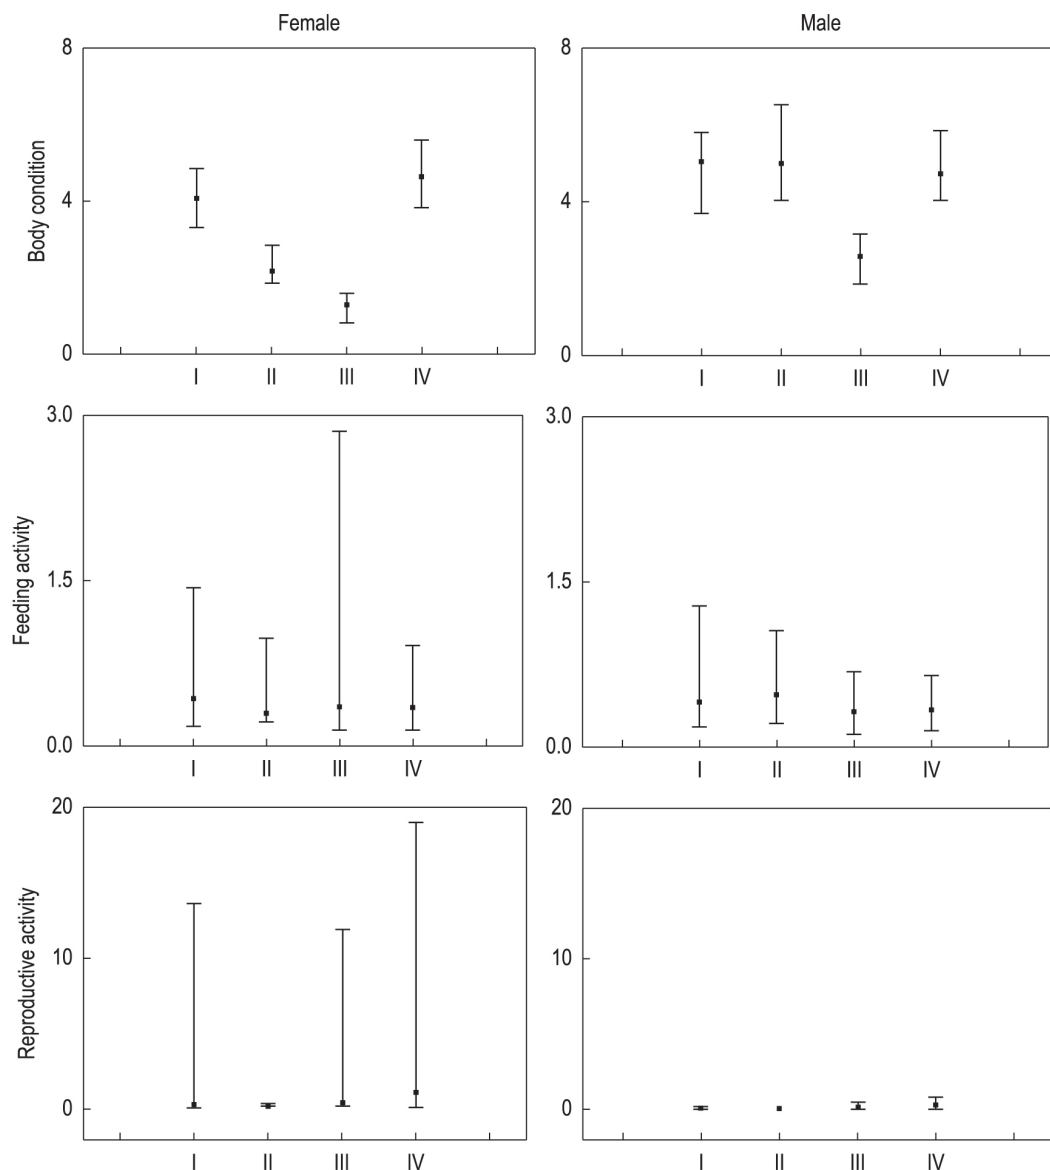 Female Male
8 8
Body condition
4 4
0 0
I II III IV I II III IV
3.0 3.0
Feeding activity
1.5 1.5
0.0 0.0
I II III IV I II III IV
20 20
Reproductive activity
10 10
0 0
I II III IV I II III IV